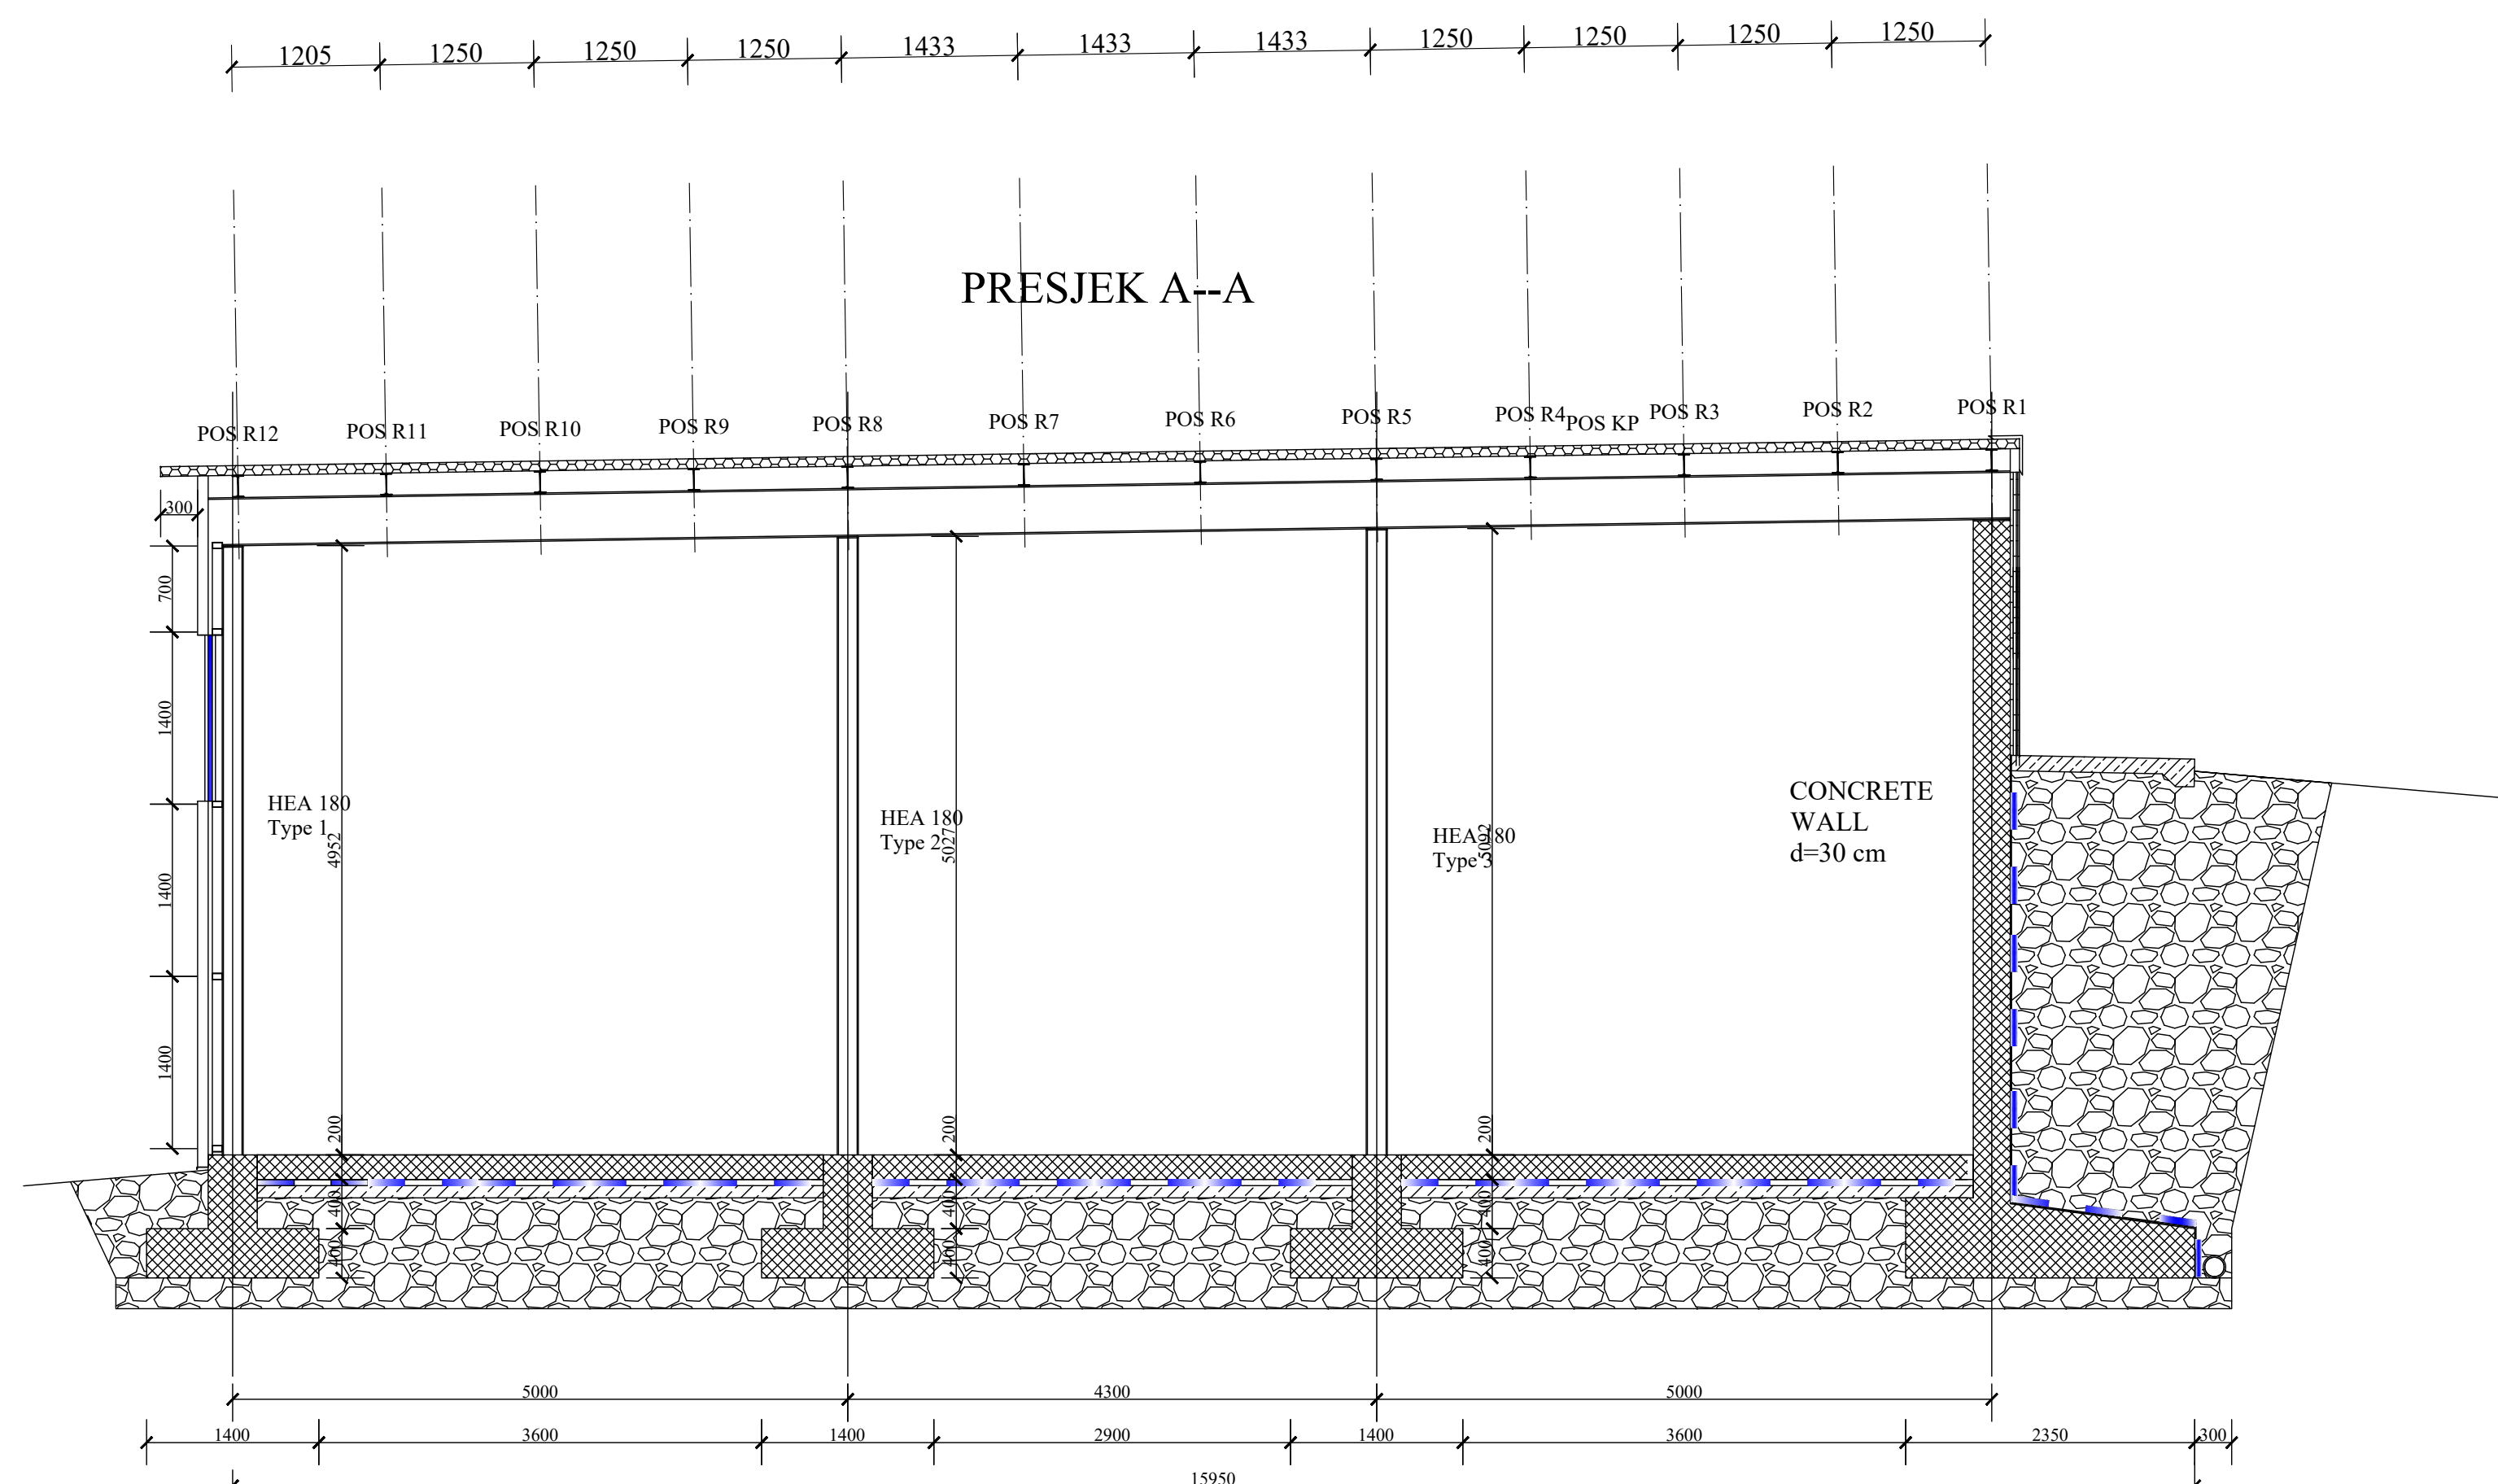 1205 1250 1250 1250 1433 1433 1433 1250 1250 1250 1250
PRESJEK A--A
POS R12 POS R11 POS R10 POS R9 POS R8 POS R7 POS R6 POS R5 POS R4 POS KP POS R3 POS R2 POS R1
300
700
1400
1400
1400
HEA 180
Type 1
4952
HEA 180
Type 2
5027
HEA 180
Type 3
5092
CONCRETE
WALL
d=30 cm
200 200 200
400 400 400
400 400 400
5000 4300 5000
1400 3600 1400 2900 1400 3600 2350 300
15950